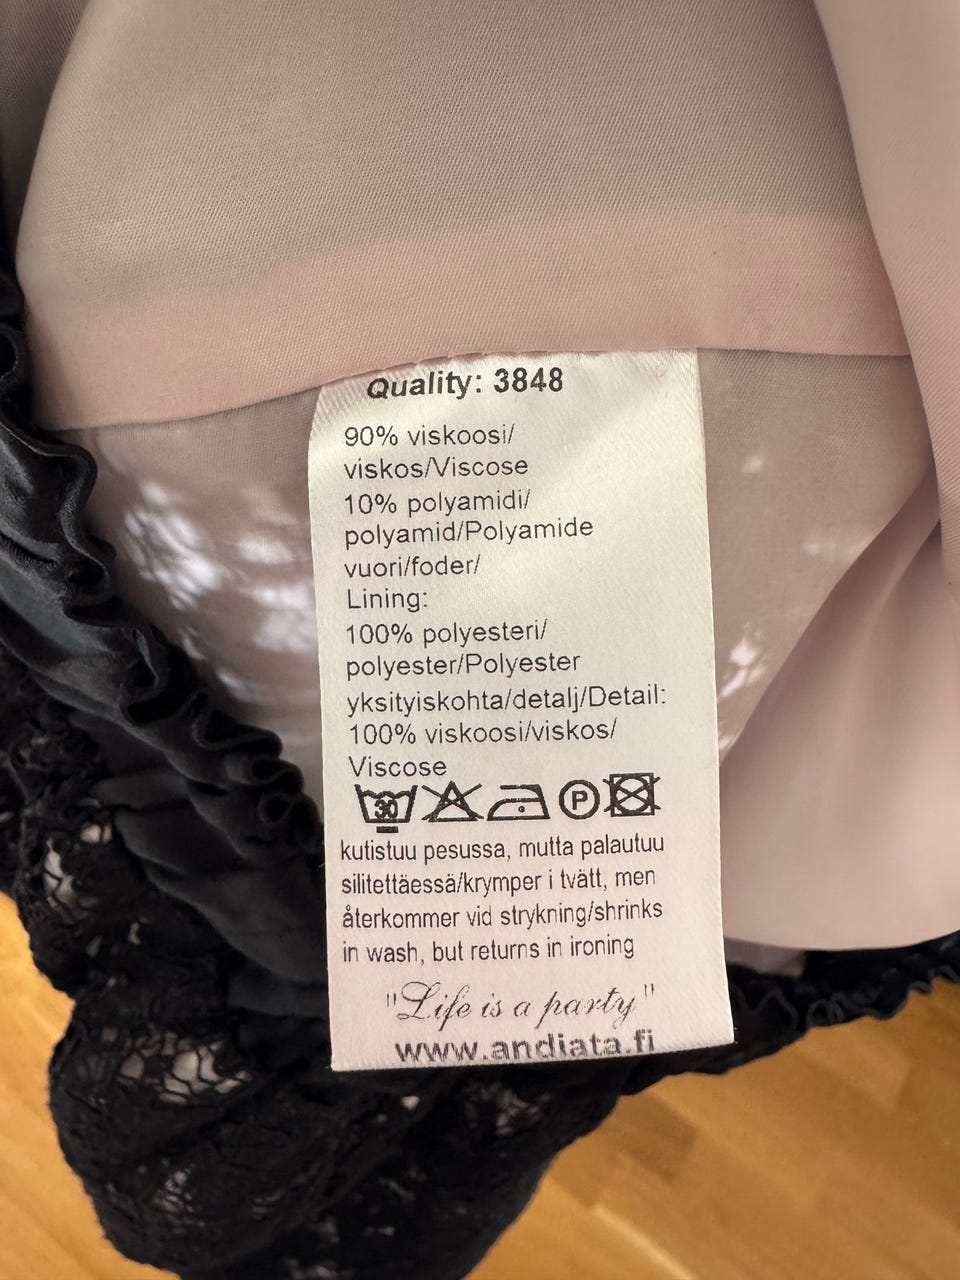 Quality: 3848
90% viskoosi/
viskos/Viscose
10% polyamidi/
polyamid/Polyamide
vuori/foder/
Lining:
100% polyesteri/
polyester/Polyester
yksityiskohta/detalj/Detail:
100% viskoosi/viskos/
Viscose
30 P
kutistuu pesussa, mutta palautuu
silitettäessä/krymper i tvätt, men
återkommer vid strykning/shrinks
in wash, but returns in ironing
"Life is a party"
www.andiata.fi